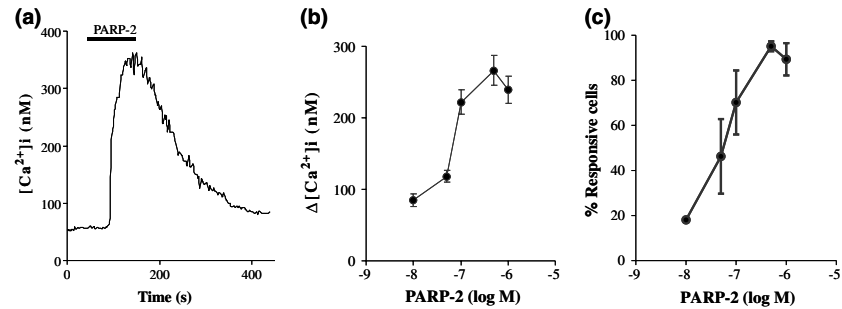 (a)
PARP-2
400
300
200
100
0
[Ca2+]i (nM)
0
200
400
Time (s)
(b)
300
200
100
0
Δ[Ca2+]i (nM)
-9
-8
-7
-6
-5
PARP-2 (log M)
(c)
100
80
60
40
20
0
% Responsive cells
-9
-8
-7
-6
-5
PARP-2 (log M)